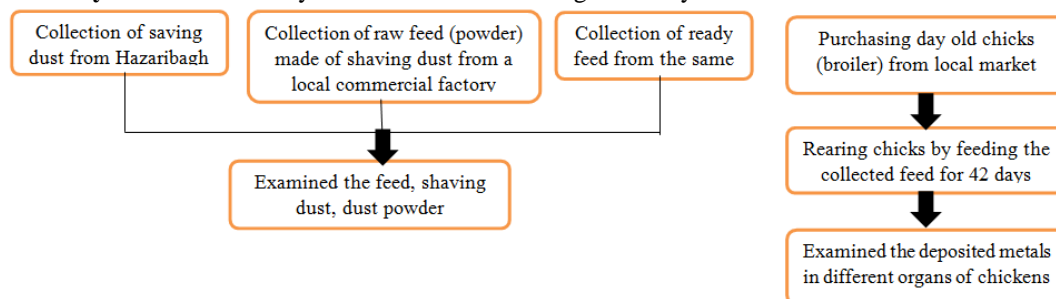 Collection of saving
dust from Hazaribagh
Collection of raw feed (powder)
made of shaving dust from a
local commercial factory
Collection of ready
feed from the same
Examined the feed, shaving
dust, dust powder
Purchasing day old chicks
(broiler) from local market
Rearing chicks by feeding the
collected feed for 42 days
Examined the deposited metals
in different organs of chickens